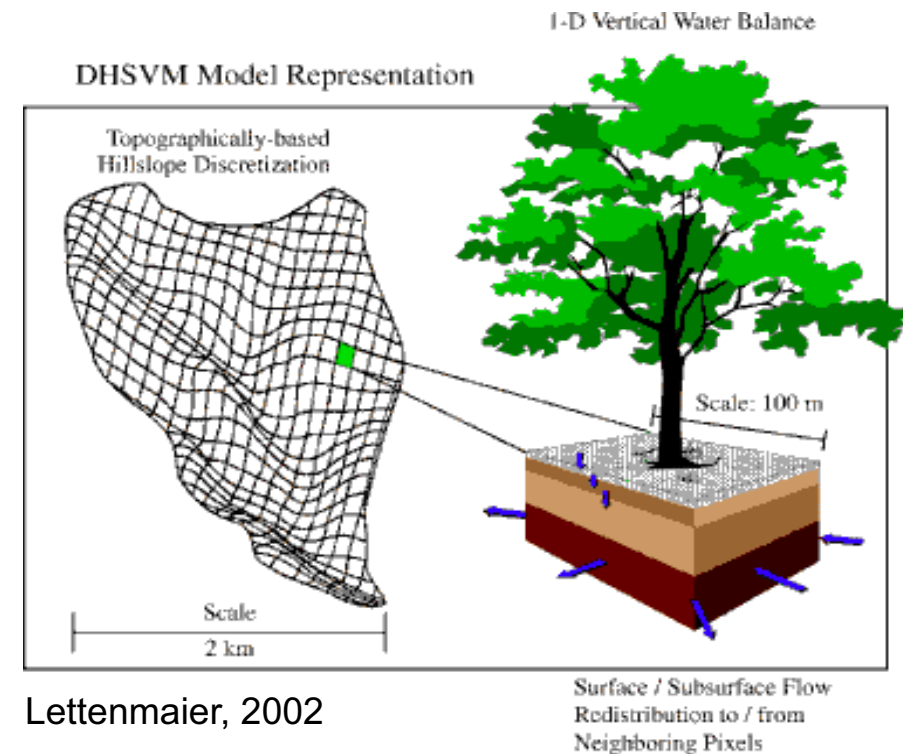 1-D Vertical Water Balance
DHSVM Model Representation
Topographically-based
Hillslope Discretization
Scale: 100 m
Scale
2 km
Lettenmaier, 2002
Surface / Subsurface Flow
Redistribution to / from
Neighboring Pixels